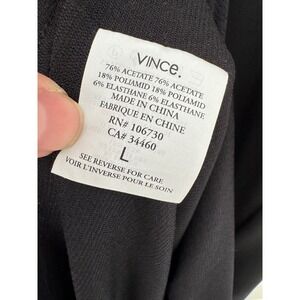 VINCE.
76% ACETATE 76% ACETATE
18% POLIAMID 18% POLIAMID
6% ELASTHANE 6% ELASTHANE
MADE IN CHINA
FABRIQUE EN CHINE
RN# 106730
CA# 34460
L
SEE REVERSE FOR CARE
VOIR L'INVERSE POUR LE SOIN